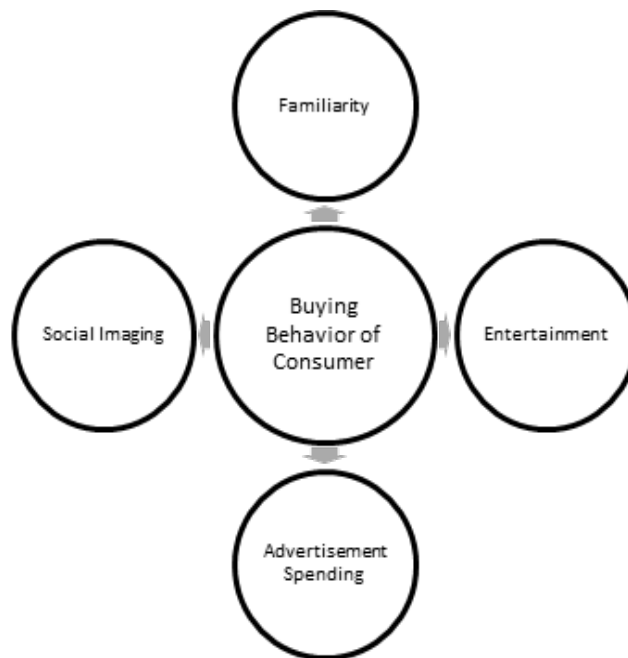 Familiarity
Social Imaging
Buying
Behavior of
Consumer
Entertainment
Advertisement
Spending